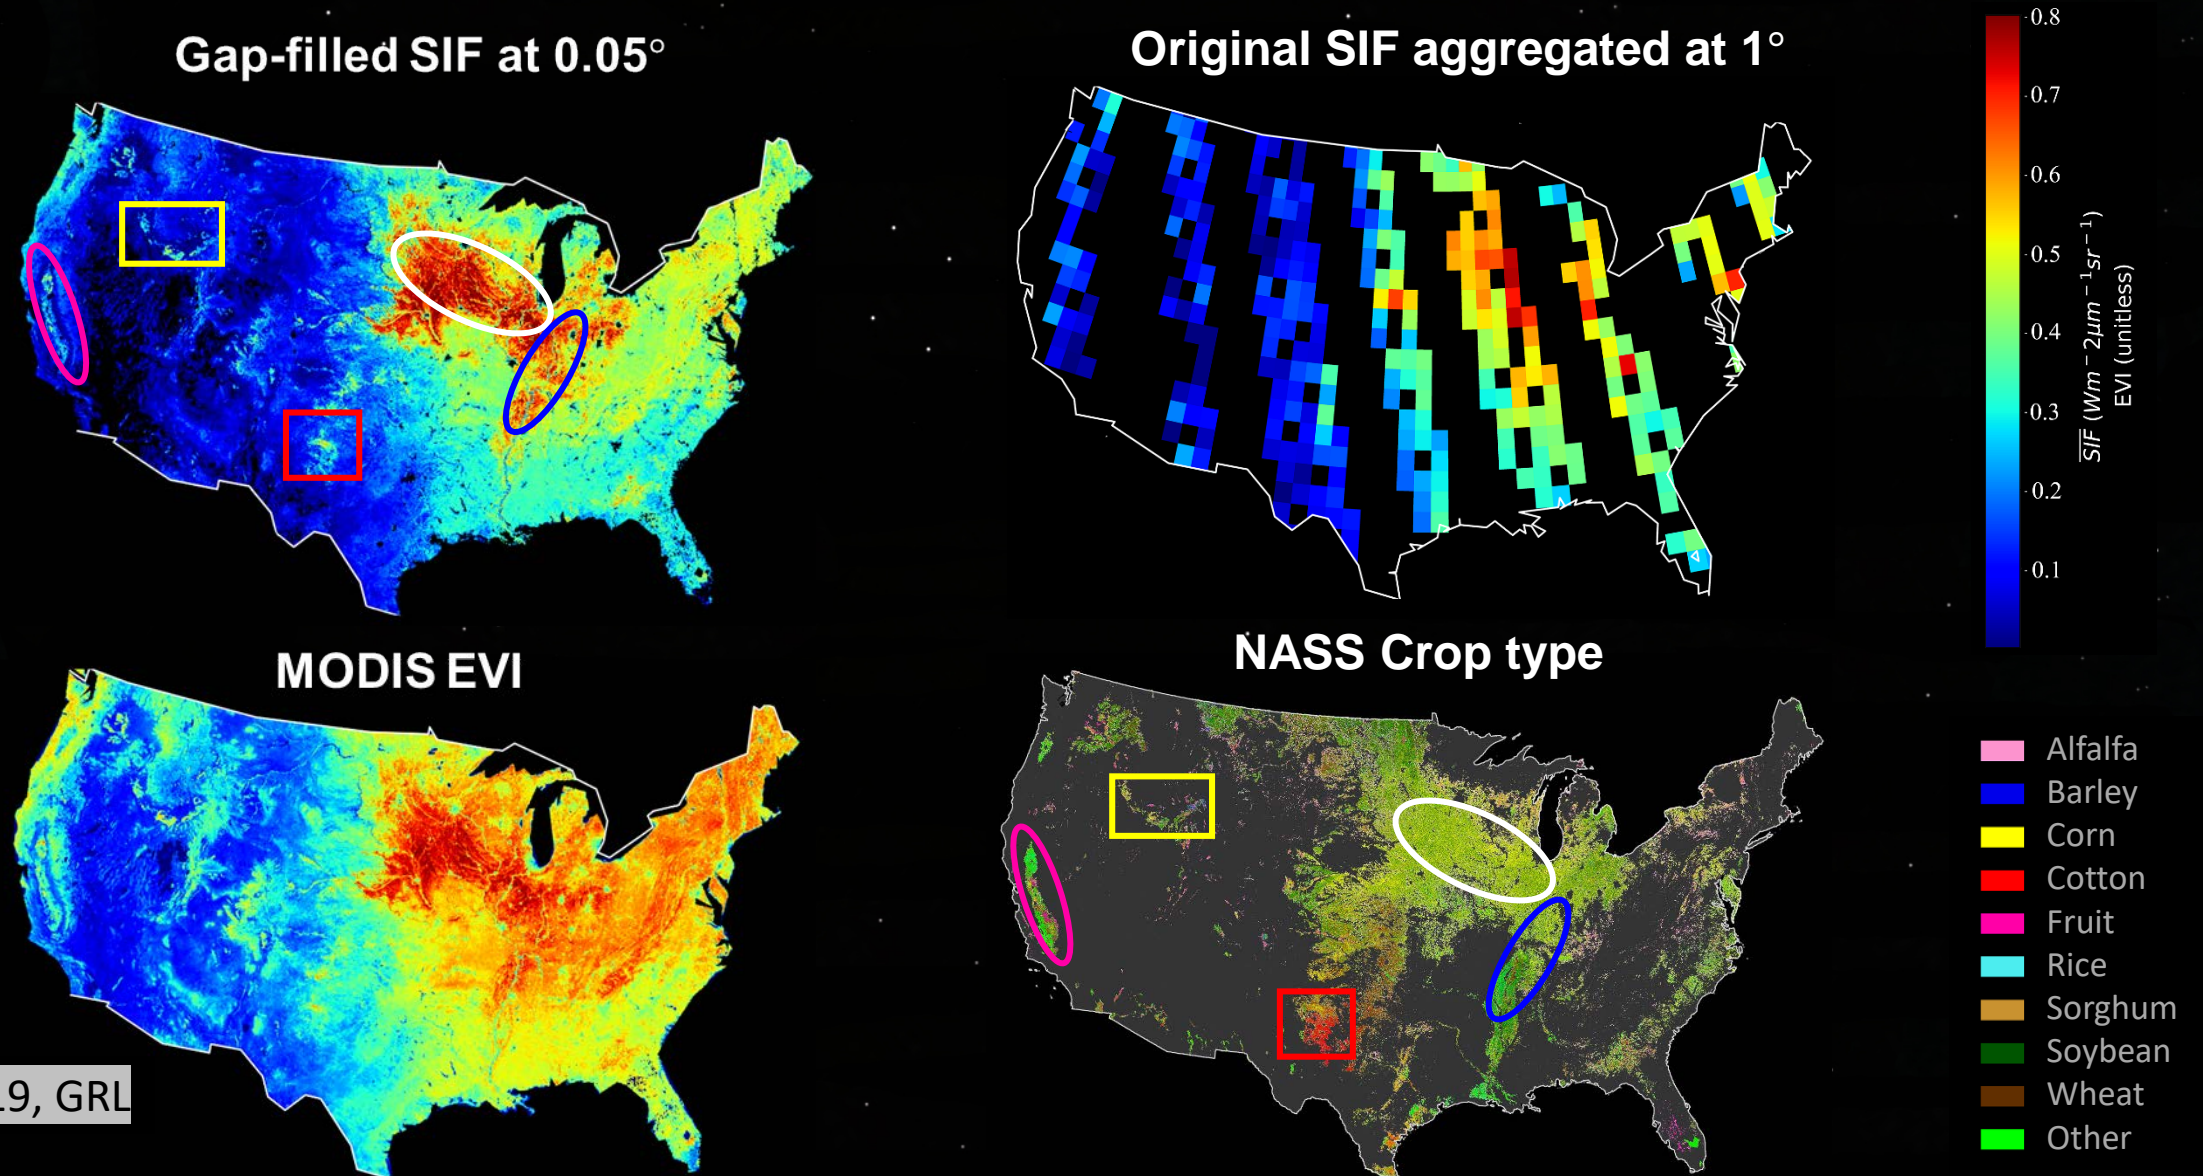 Gap-filled SIF at 0.05°
Original SIF aggregated at 1°
0.8
0.7
0.6
0.5
0.4
0.3
0.2
0.1
SIF (Wm−2μm⁻¹sr⁻¹)
EVI (unitless)
MODIS EVI
NASS Crop type
Alfalfa
Barley
Corn
Cotton
Fruit
Rice
Sorghum
Soybean
Wheat
Other
9, GRL